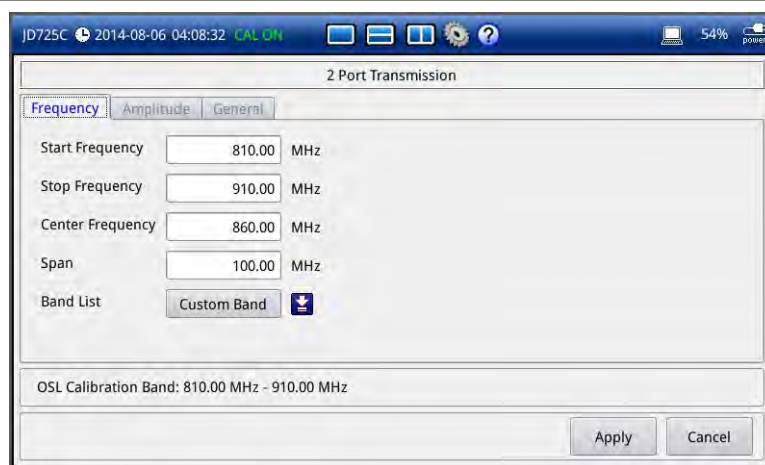 JD725C 2014-08-06 04:08:32 CAL ON ? 54% power
2 Port Transmission
Frequency Amplitude General
Start Frequency 810.00 MHz
Stop Frequency 910.00 MHz
Center Frequency 860.00 MHz
Span 100.00 MHz
Band List Custom Band
OSL Calibration Band: 810.00 MHz - 910.00 MHz
Apply Cancel